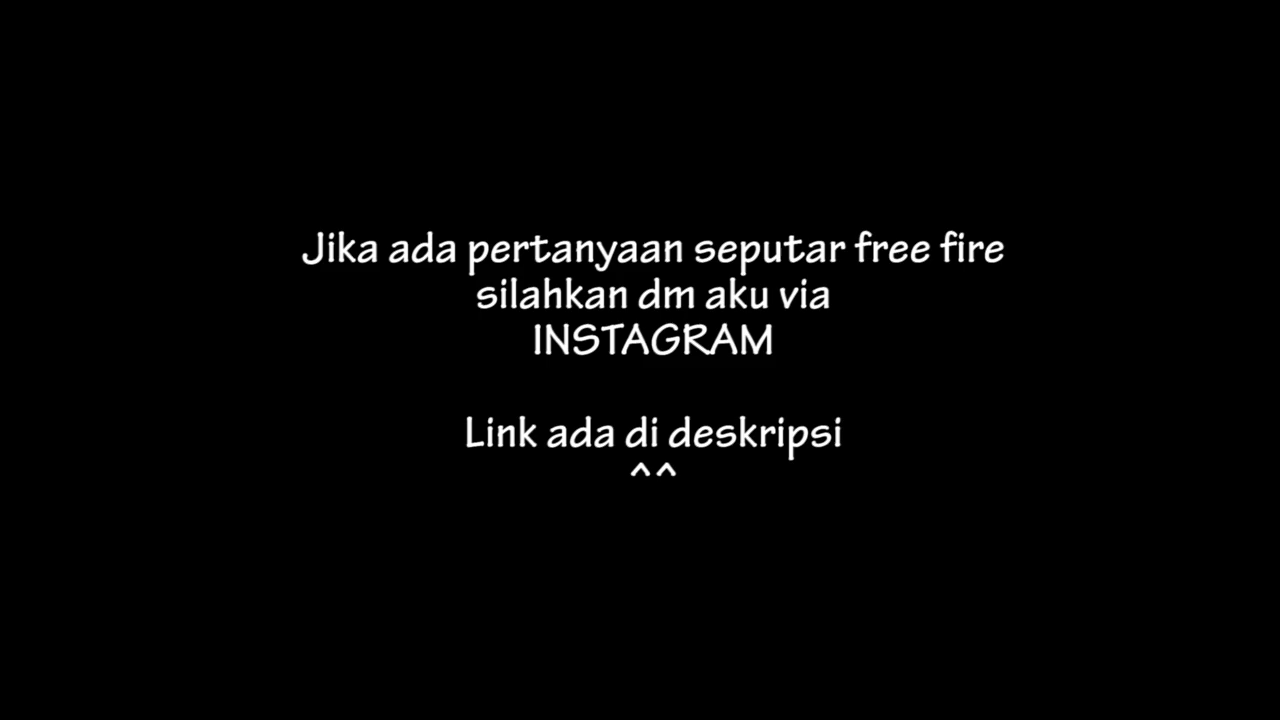 Jika ada pertanyaan seputar free fire
silahkan dm aku via
INSTAGRAM
Link ada di deskripsi
^^